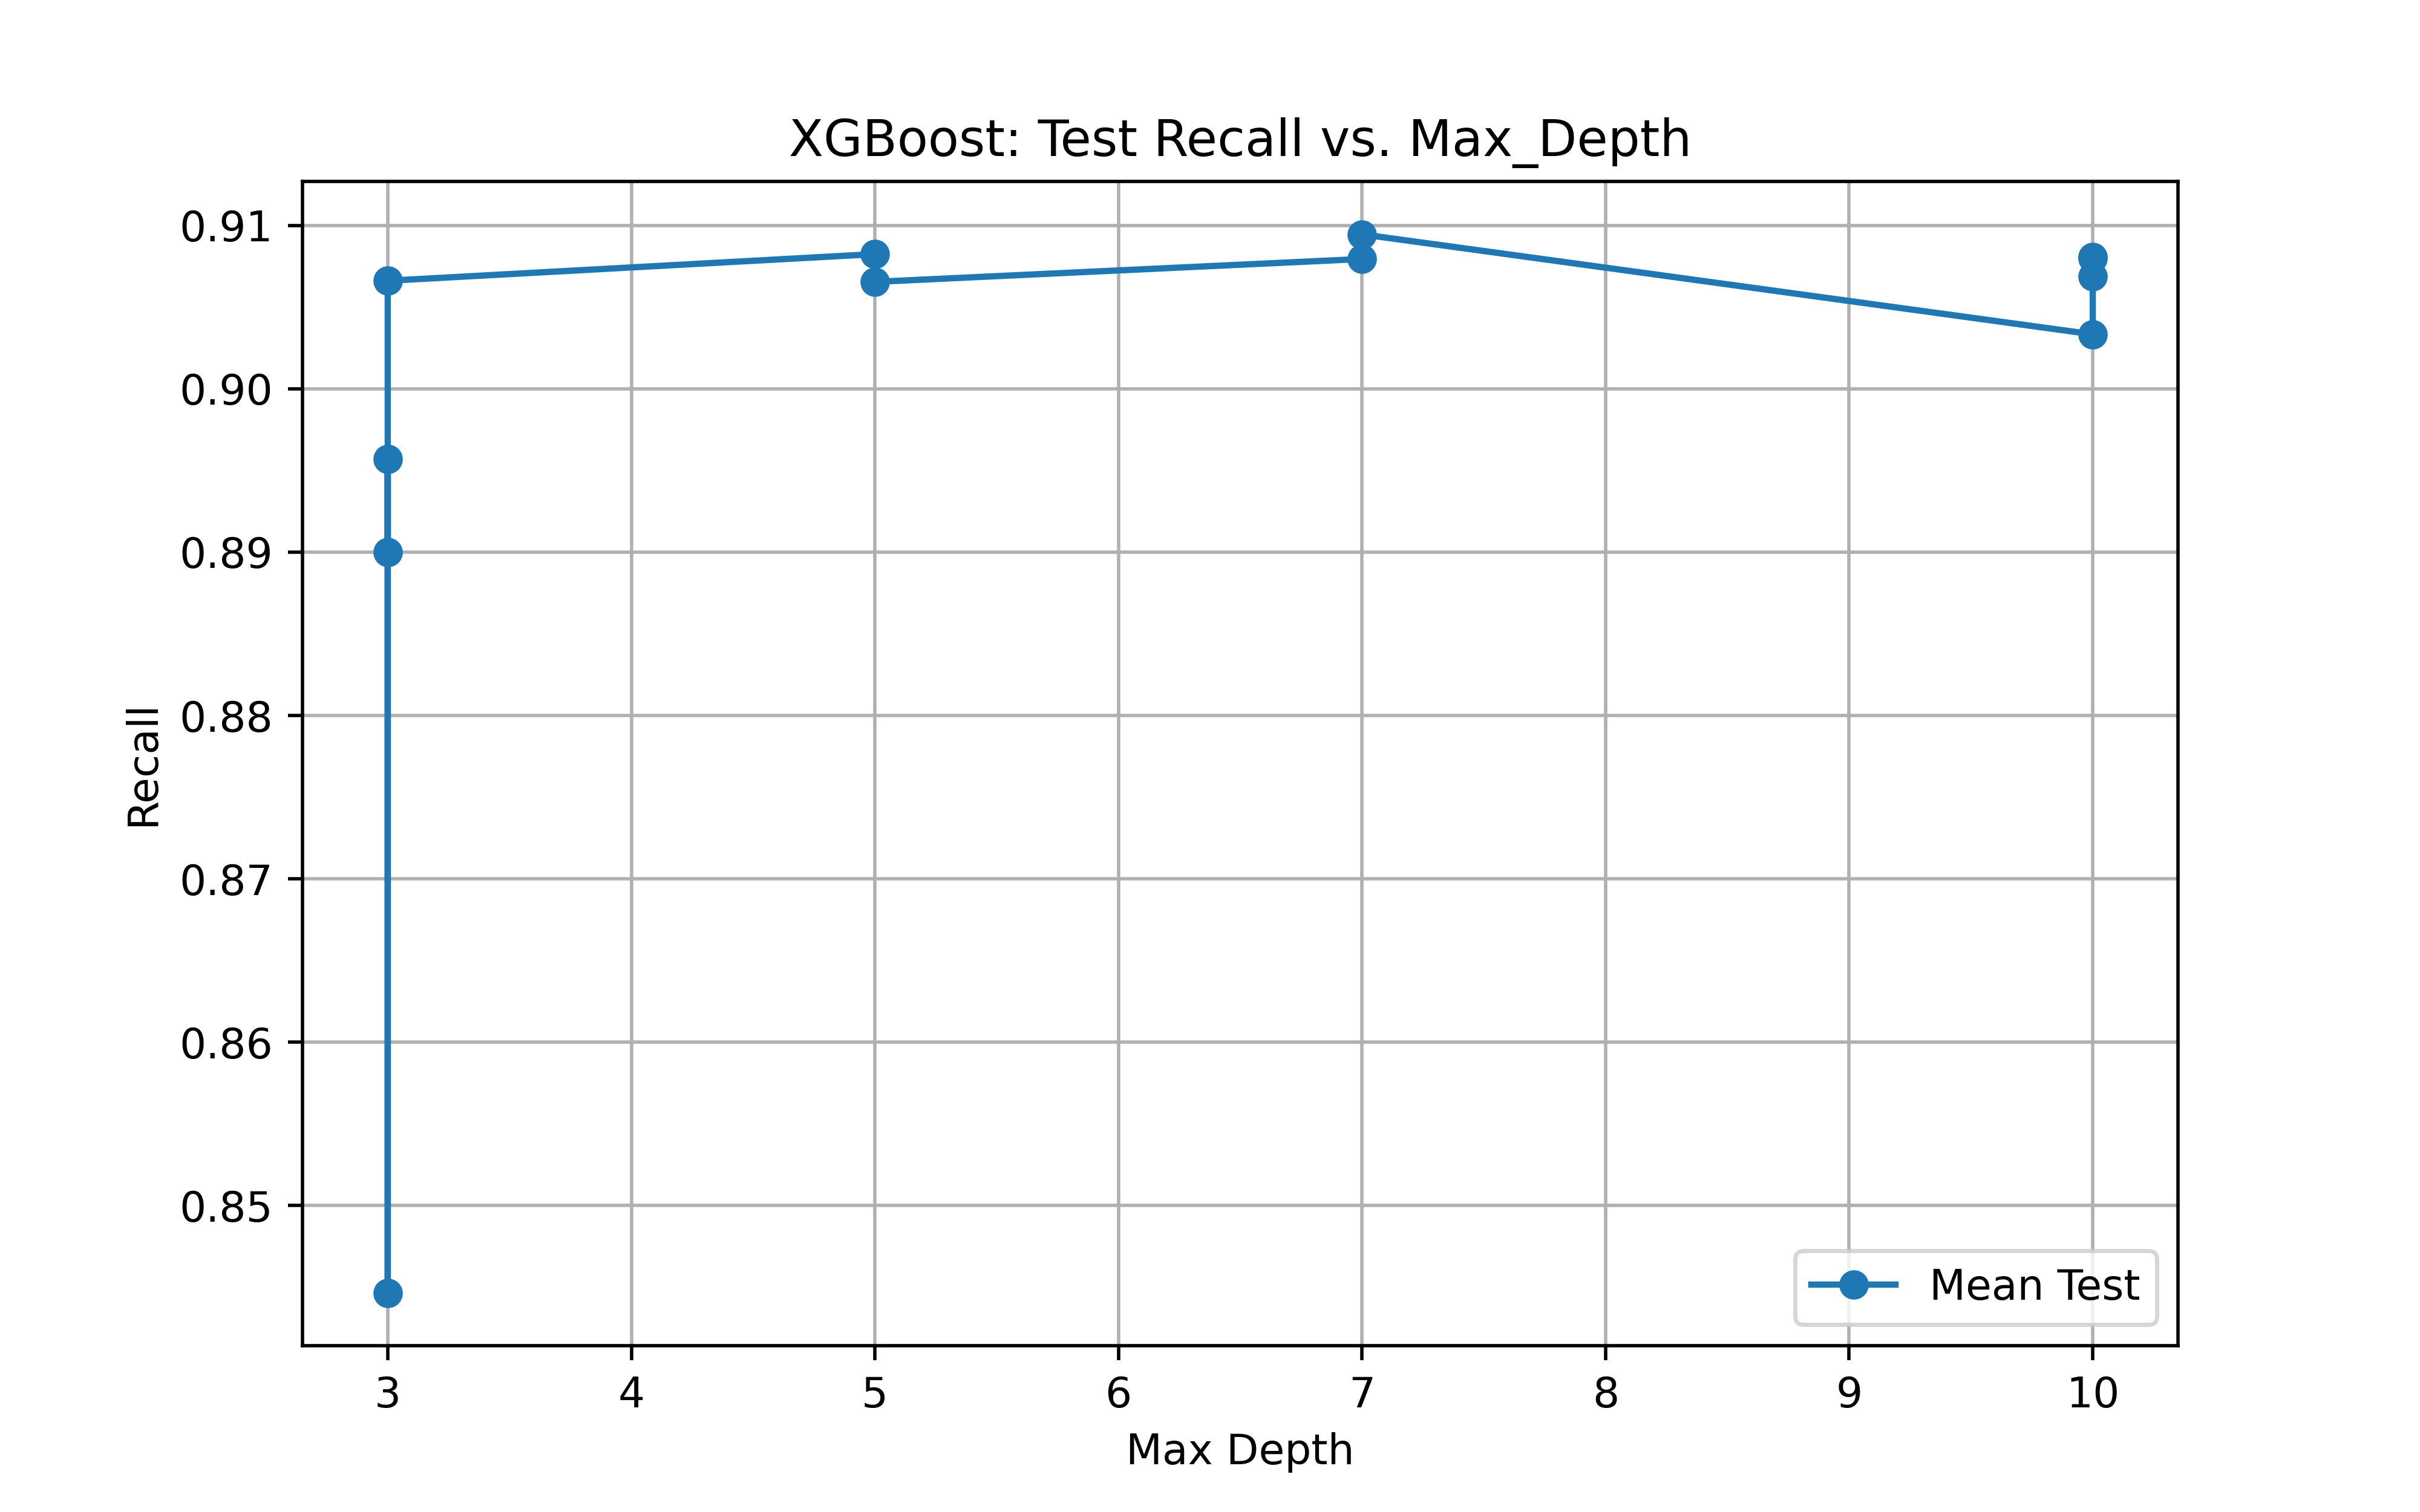 XGBoost: Test Recall vs. Max_Depth
0.91
0.90
0.89
0.88
0.87
0.86
0.85
Recall
Mean Test
3 4 5 6 7 8 9 10
Max Depth